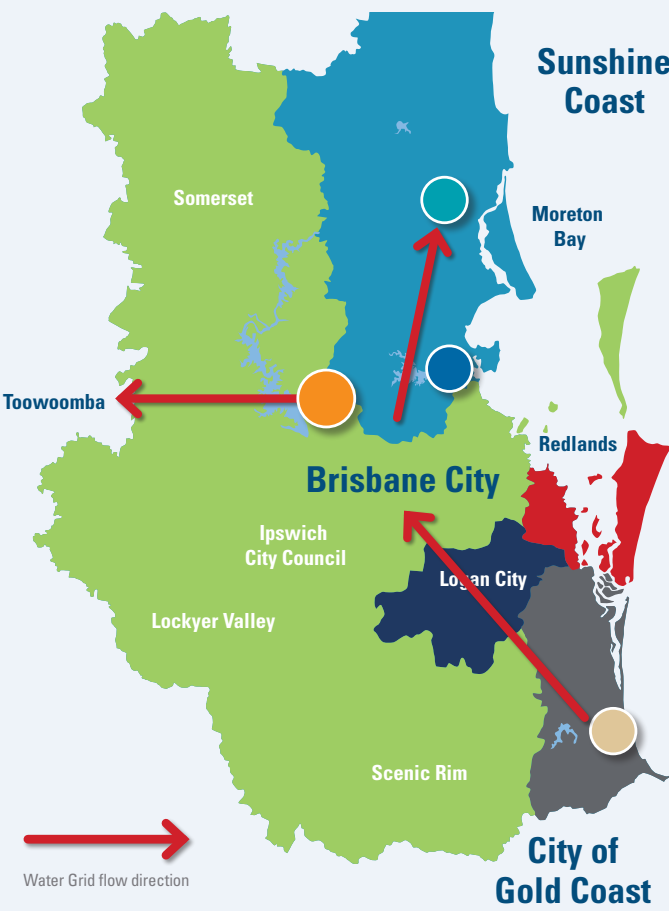 Sunshine
Coast
Somerset
Moreton
Bay
Toowoomba
Redlands
Brisbane City
Ipswich
City Council
Logan City
Lockyer Valley
Scenic Rim
City of
Gold Coast
Water Grid flow direction